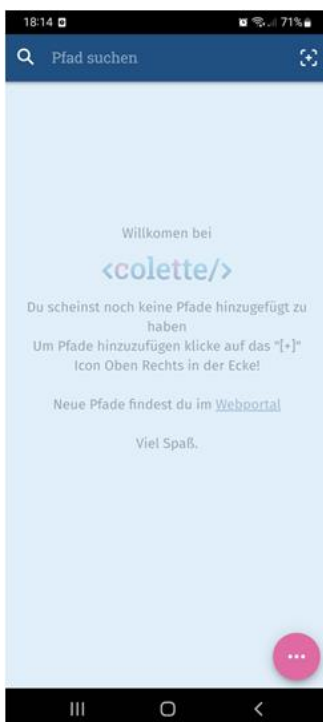 18:14 71%
Pfad suchen
Willkomen bei
<colette/>
Du scheinst noch keine Pfade hinzugefügt zu
haben
Um Pfade hinzuzufügen klicke auf das "[+]"
Icon Oben Rechts in der Ecke!
Neue Pfade findest du im Webportal
Viel Spaß.